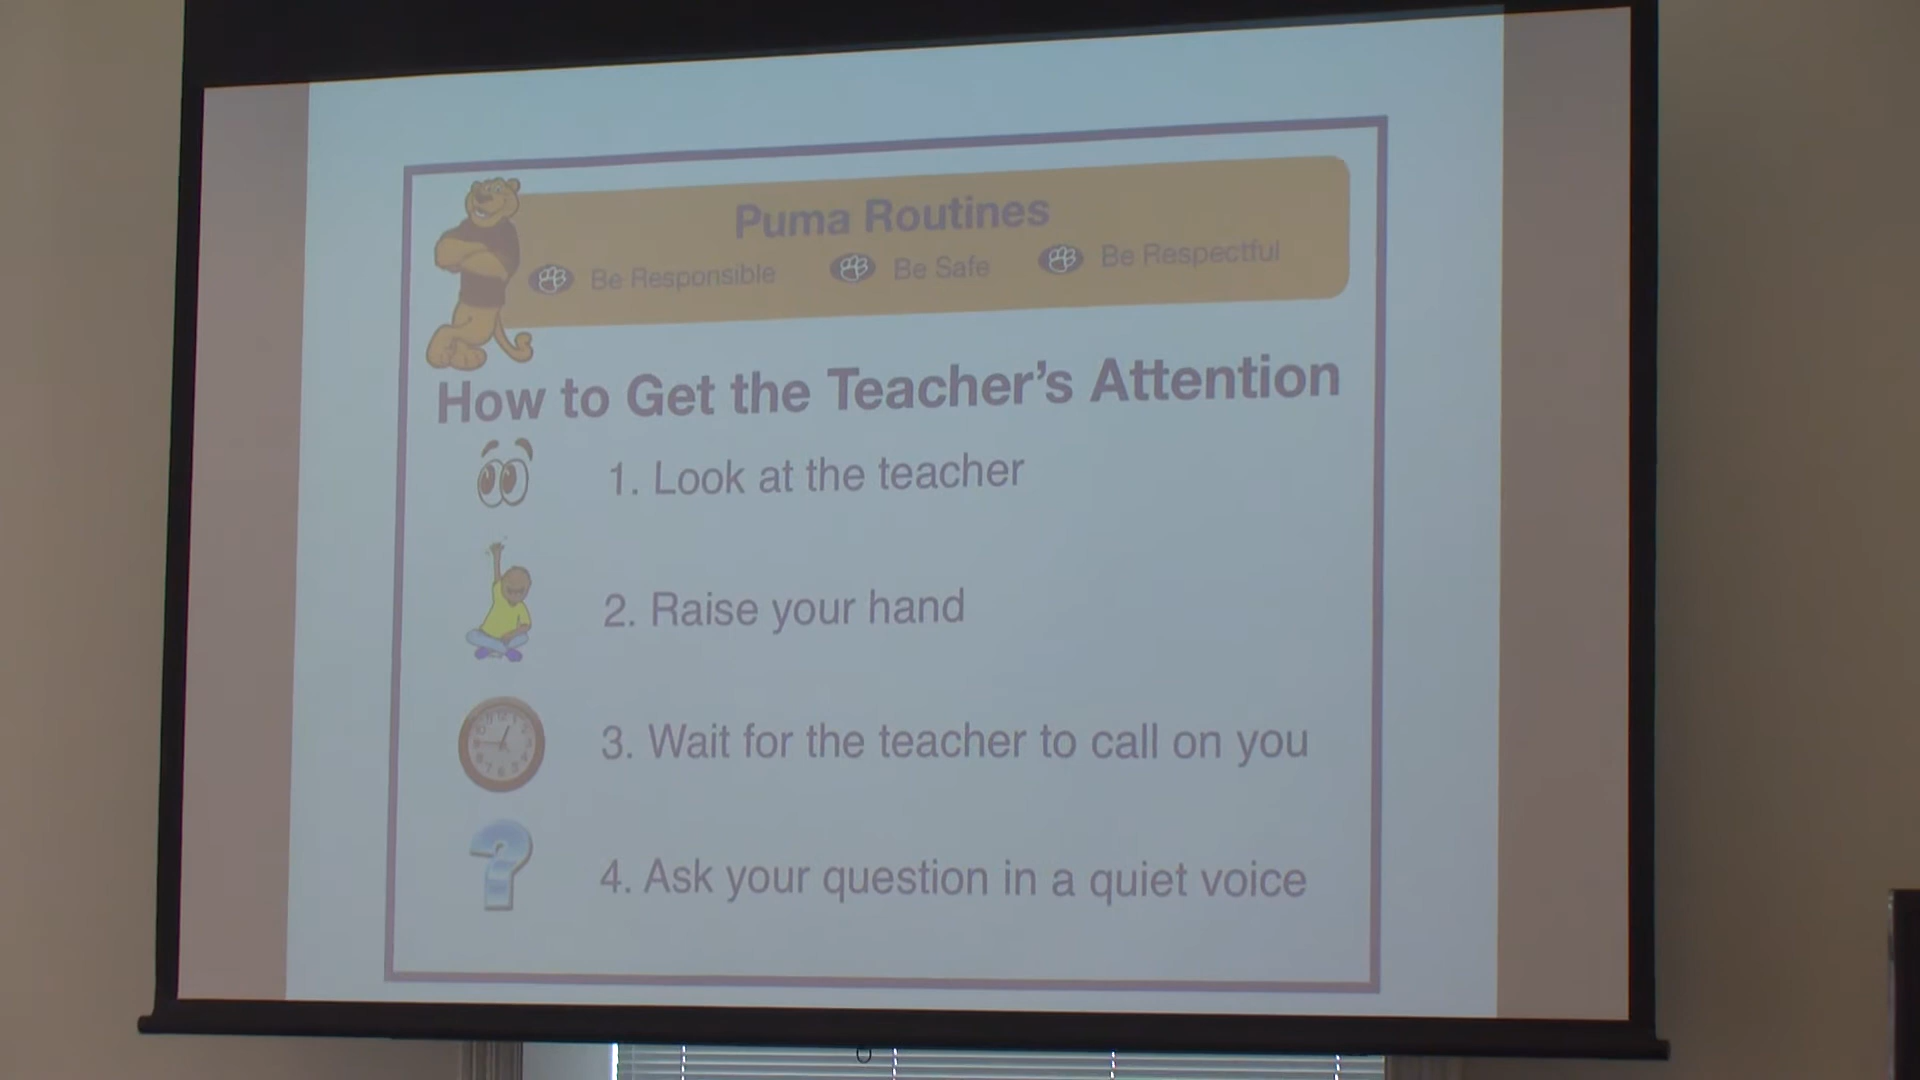 Puma Routines
Be Responsible Be Safe Be Respectful
How to Get the Teacher's Attention
1. Look at the teacher
2. Raise your hand
3. Wait for the teacher to call on you
4. Ask your question in a quiet voice